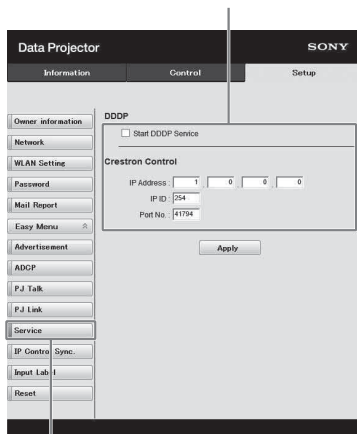 Data Projector SONY
Information Control Setup
Owner information
Network
WLAN Setting
Password
Mail Report
Easy Menu
Advertisement
ADCP
PJ Talk
PJ Link
Service
IP Control Sync.
Input Label
Reset
DDDP
Start DDDP Service
Crestron Control
IP Address : 1 . 0 . 0 . 0
IP ID : 254
Port No. : 41794
Apply